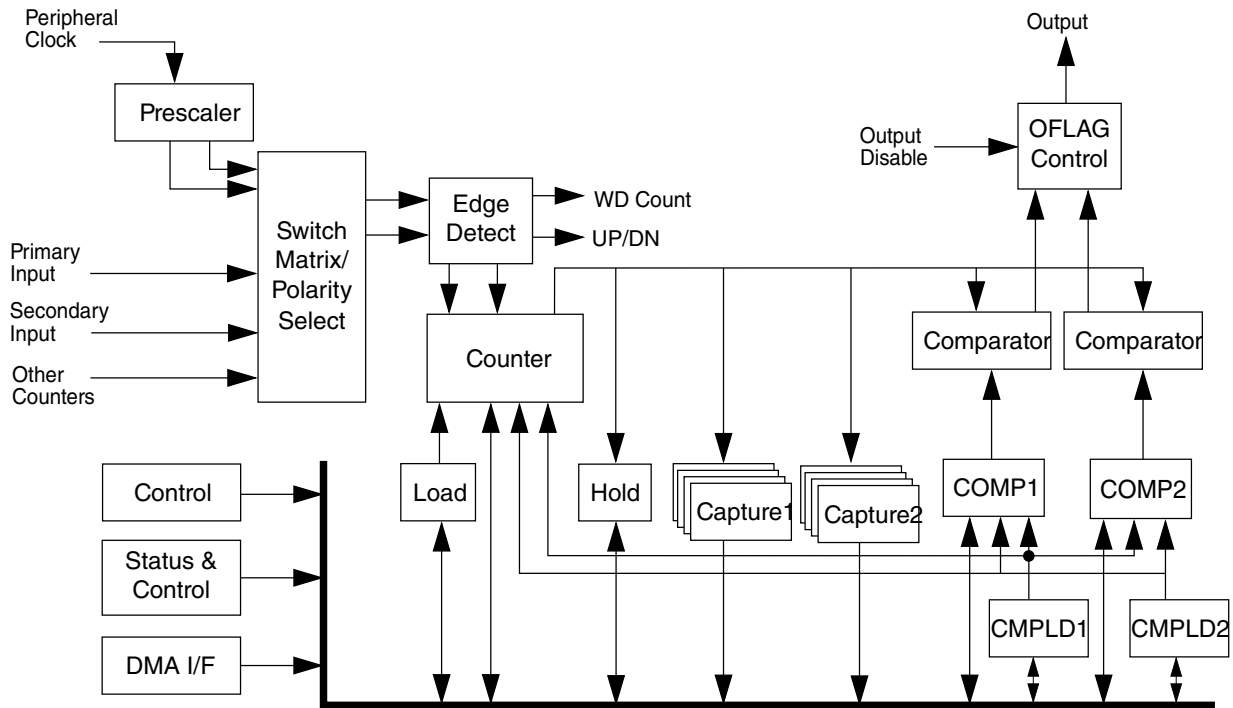 Peripheral
Clock
Output
Prescaler
Output
Disable
OFLAG
Control
Switch
Matrix/
Polarity
Select
Edge
Detect
WD Count
UP/DN
Primary
Input
Secondary
Input
Other
Counters
Counter
Comparator
Comparator
Control
Load
Hold
Capture1
Capture2
COMP1
COMP2
Status &
Control
DMA I/F
CMPLD1
CMPLD2